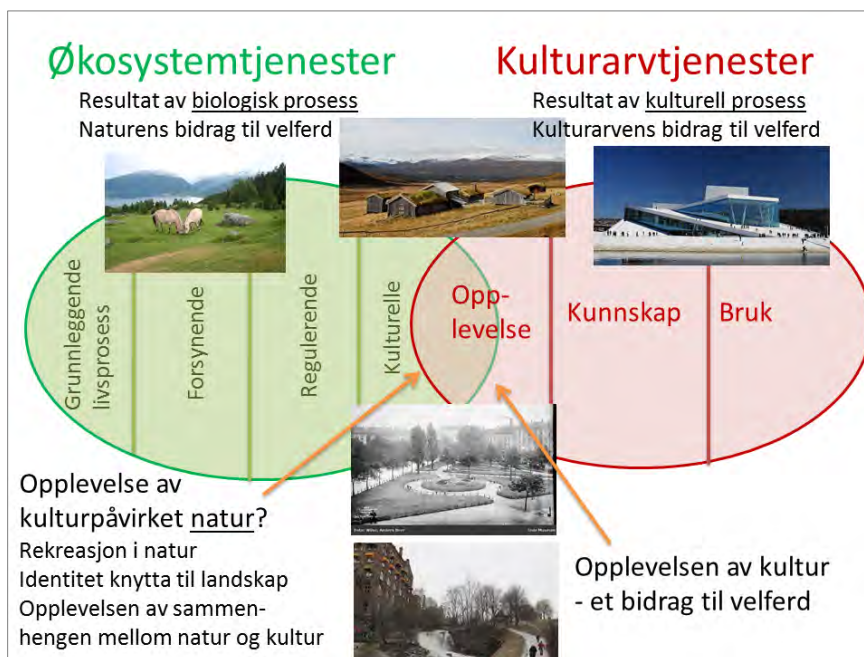 Økosystemtjenester
Resultat av biologisk prosess
Naturens bidrag til velferd
Kulturarvtjenester
Resultat av kulturell prosess
Kulturarvens bidrag til velferd
Grunnleggende
livsprosess
Forsynende
Regulerende
Kulturelle
Opp-
levelse
Kunnskap
Bruk
Opplevelse av
kulturpåvirket natur?
Rekreasjon i natur
Identitet knytta til landskap
Opplevelsen av sammen-
hengen mellom natur og kultur
Opplevelsen av kultur
- et bidrag til velferd